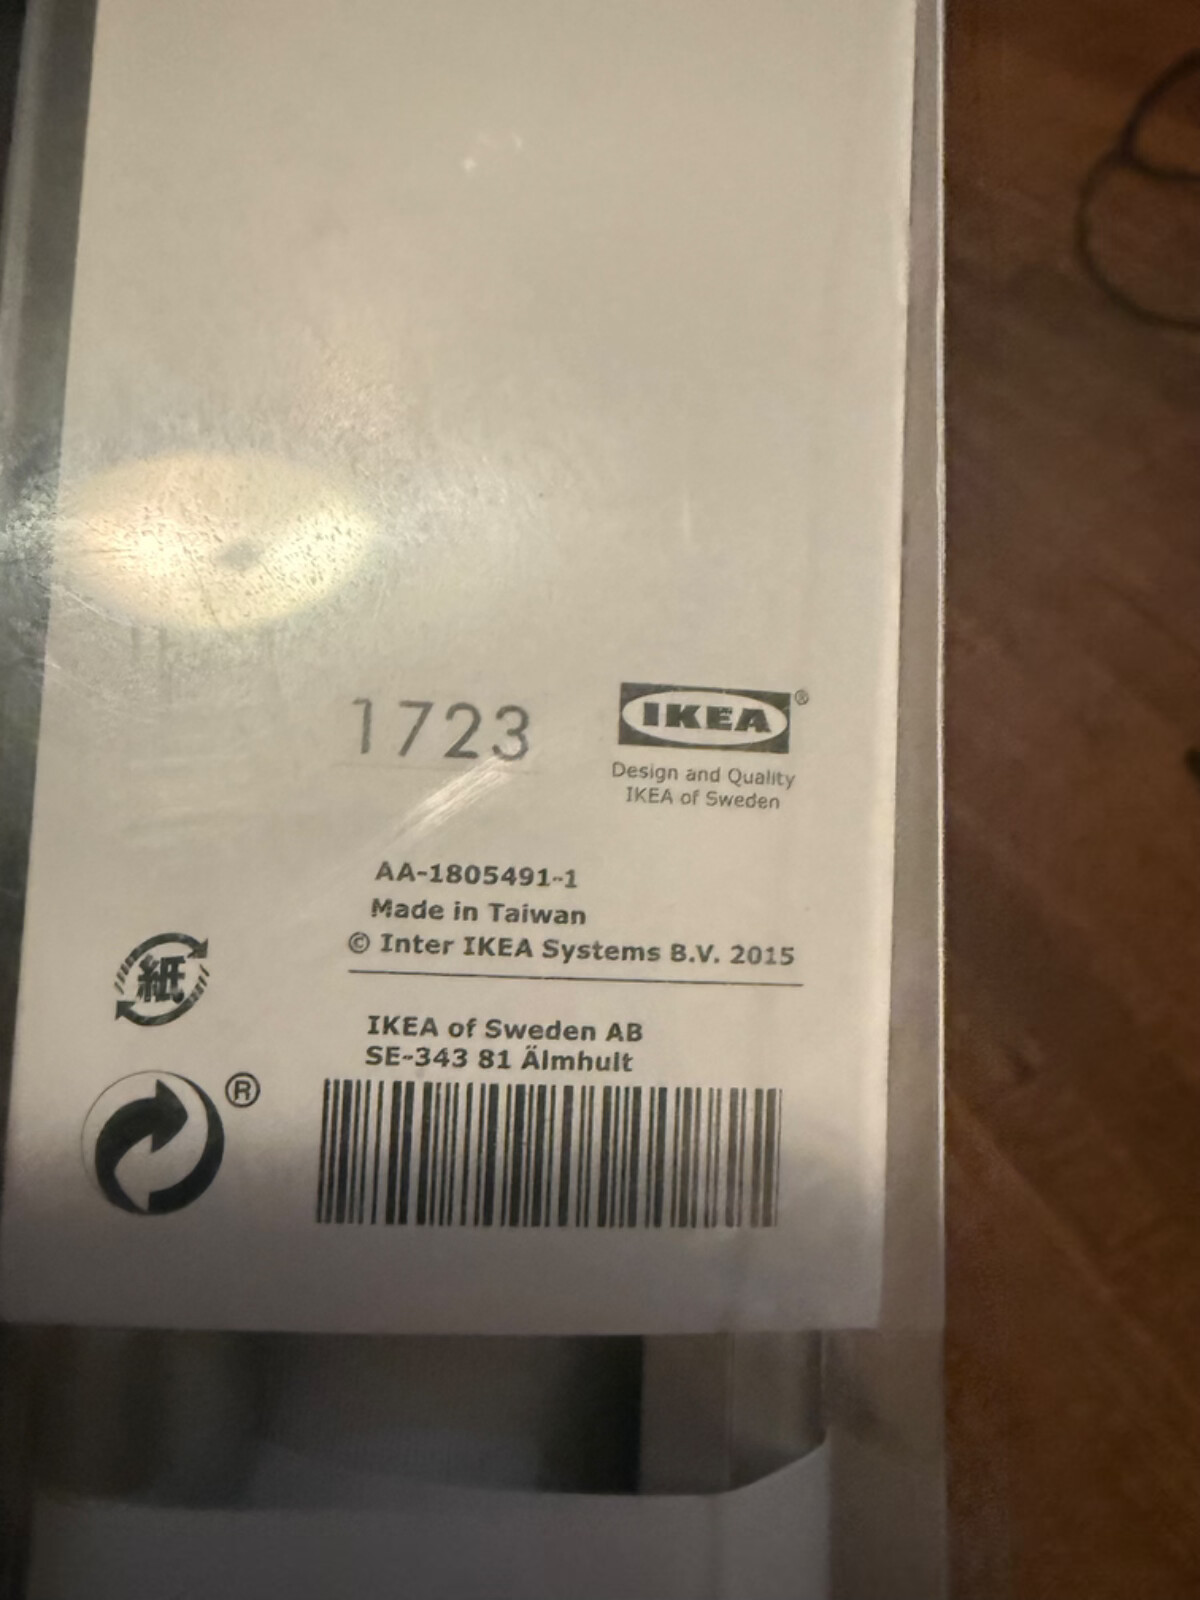 1723
IKEA®
Design and Quality
IKEA of Sweden
AA-1805491-1
Made in Taiwan
© Inter IKEA Systems B.V. 2015
紙
IKEA of Sweden AB
SE-343 81 Älmhult
®